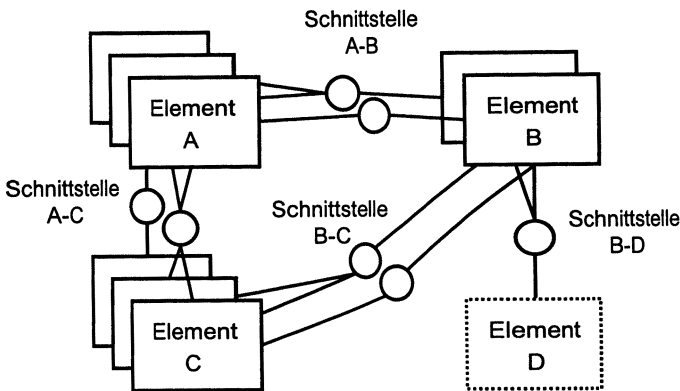 Schnittstelle
A-B
Element
A
Element
B
Schnittstelle
A-C
Schnittstelle
B-C
Schnittstelle
B-D
Element
C
Element
D